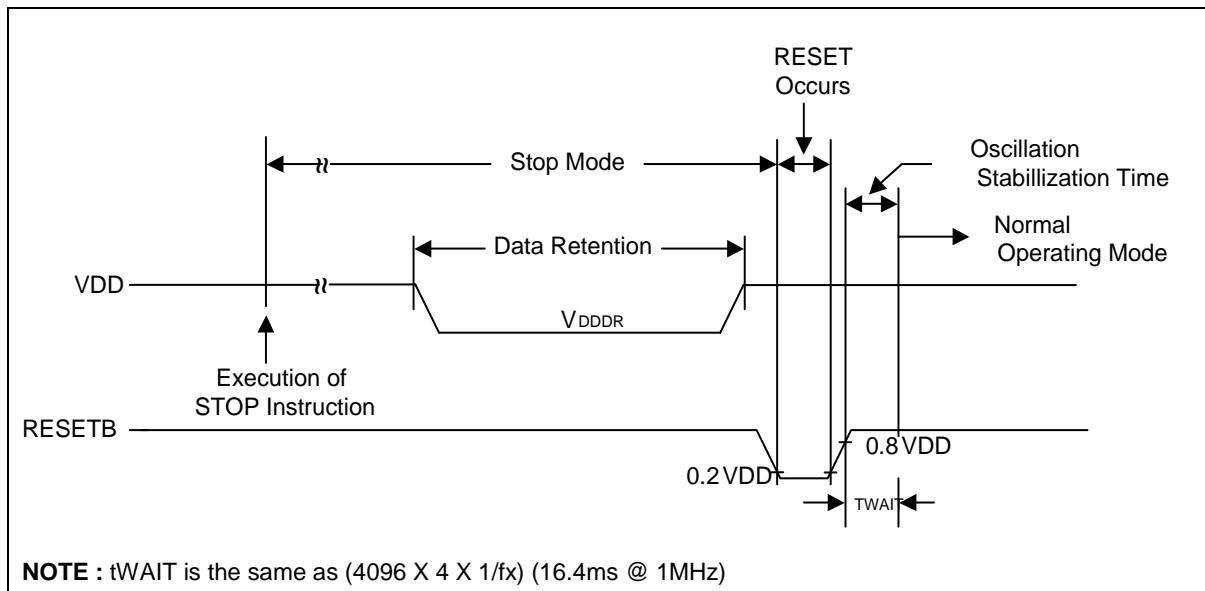 RESET
Occurs
Stop Mode
Oscillation
Stabillization Time
Data Retention
Normal
Operating Mode
VDD
VDDDR
Execution of
STOP Instruction
RESETB
0.8 VDD
0.2 VDD
TWAIT
NOTE : tWAIT is the same as (4096 X 4 X 1/fx) (16.4ms @ 1MHz)